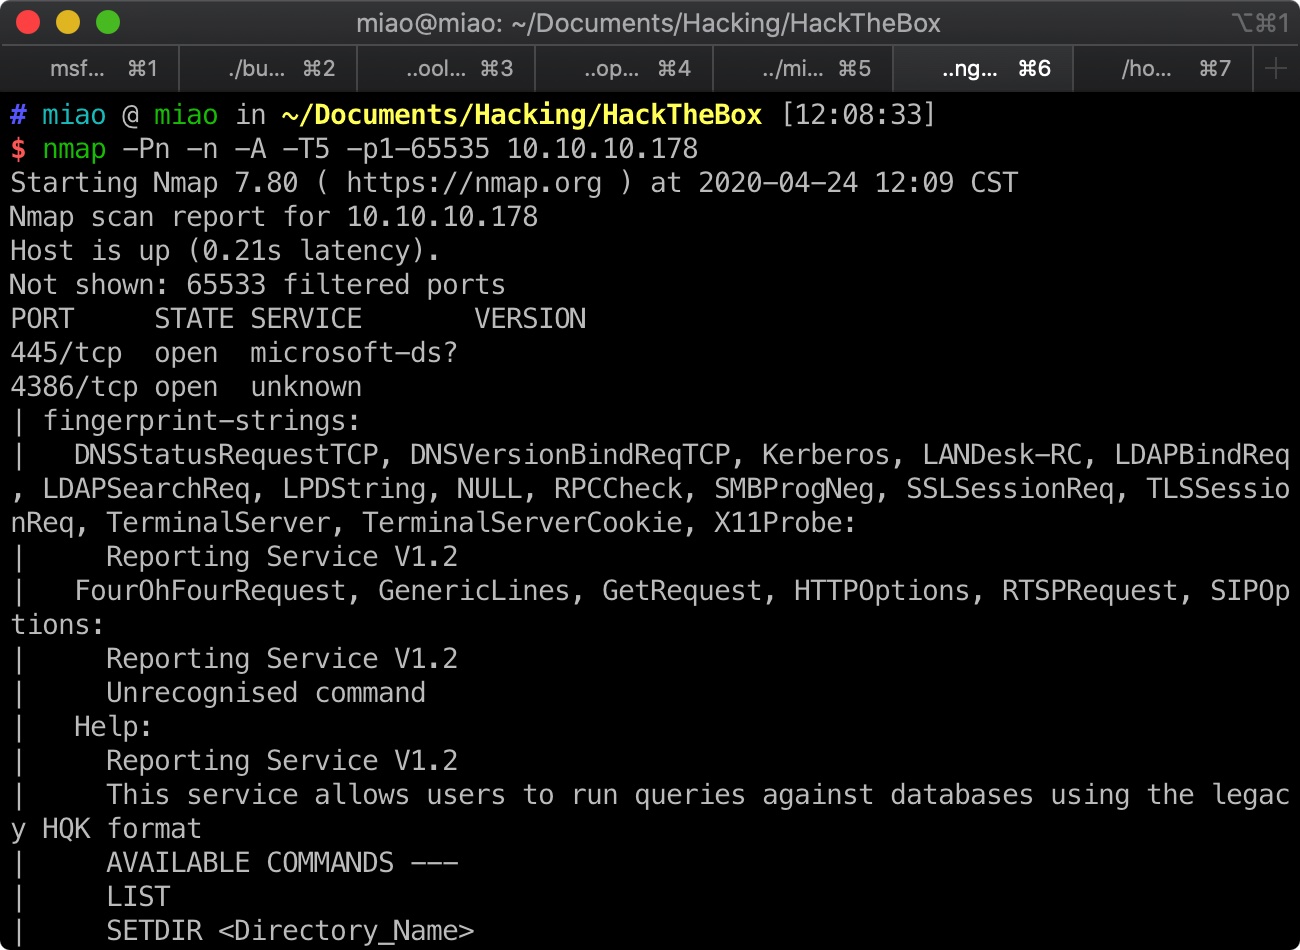 miao@miao: ~/Documents/Hacking/HackTheBox ⌥⌘1
msf... ⌘1 ./bu... ⌘2 ..ool... ⌘3 ..op... ⌘4 ../mi... ⌘5 ..ng... ⌘6 /ho... ⌘7
# miao @ miao in ~/Documents/Hacking/HackTheBox [12:08:33]
$ nmap -Pn -n -A -T5 -p1-65535 10.10.10.178
Starting Nmap 7.80 ( https://nmap.org ) at 2020-04-24 12:09 CST
Nmap scan report for 10.10.10.178
Host is up (0.21s latency).
Not shown: 65533 filtered ports
PORT     STATE SERVICE       VERSION
445/tcp  open  microsoft-ds?
4386/tcp open  unknown
| fingerprint-strings:
|   DNSStatusRequestTCP, DNSVersionBindReqTCP, Kerberos, LANDesk-RC, LDAPBindReq
, LDAPSearchReq, LPDString, NULL, RPCCheck, SMBProgNeg, SSLSessionReq, TLSSessio
nReq, TerminalServer, TerminalServerCookie, X11Probe:
|     Reporting Service V1.2
|   FourOhFourRequest, GenericLines, GetRequest, HTTPOptions, RTSPRequest, SIPOp
tions:
|     Reporting Service V1.2
|     Unrecognised command
|   Help:
|     Reporting Service V1.2
|     This service allows users to run queries against databases using the legac
y HQK format
|     AVAILABLE COMMANDS ---
|     LIST
|     SETDIR <Directory_Name>